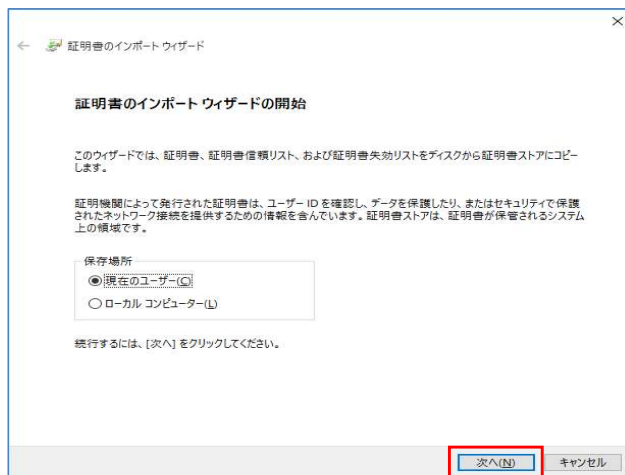 証明書のインポート ウィザード
証明書のインポート ウィザードの開始
このウィザードでは、証明書、証明書信頼リスト、および証明書失効リストをディスクから証明書ストアにコピー
します。
証明機関によって発行された証明書は、ユーザー ID を確認し、データを保護したり、またはセキュリティで保護
されたネットワーク接続を提供するための情報を含んでいます。証明書ストアは、証明書が保管されるシステム
上の領域です。
保存場所
現在のユーザー(C)
ローカル コンピューター(L)
続行するには、[次へ] をクリックしてください。
次へ(N)
キャンセル